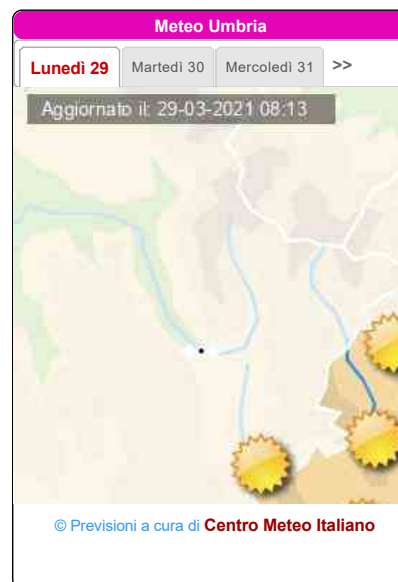 Meteo Umbria
Lunedì 29 Martedì 30 Mercoledì 31 >>
Aggiornato il: 29-03-2021 08:13
© Previsioni a cura di Centro Meteo Italiano